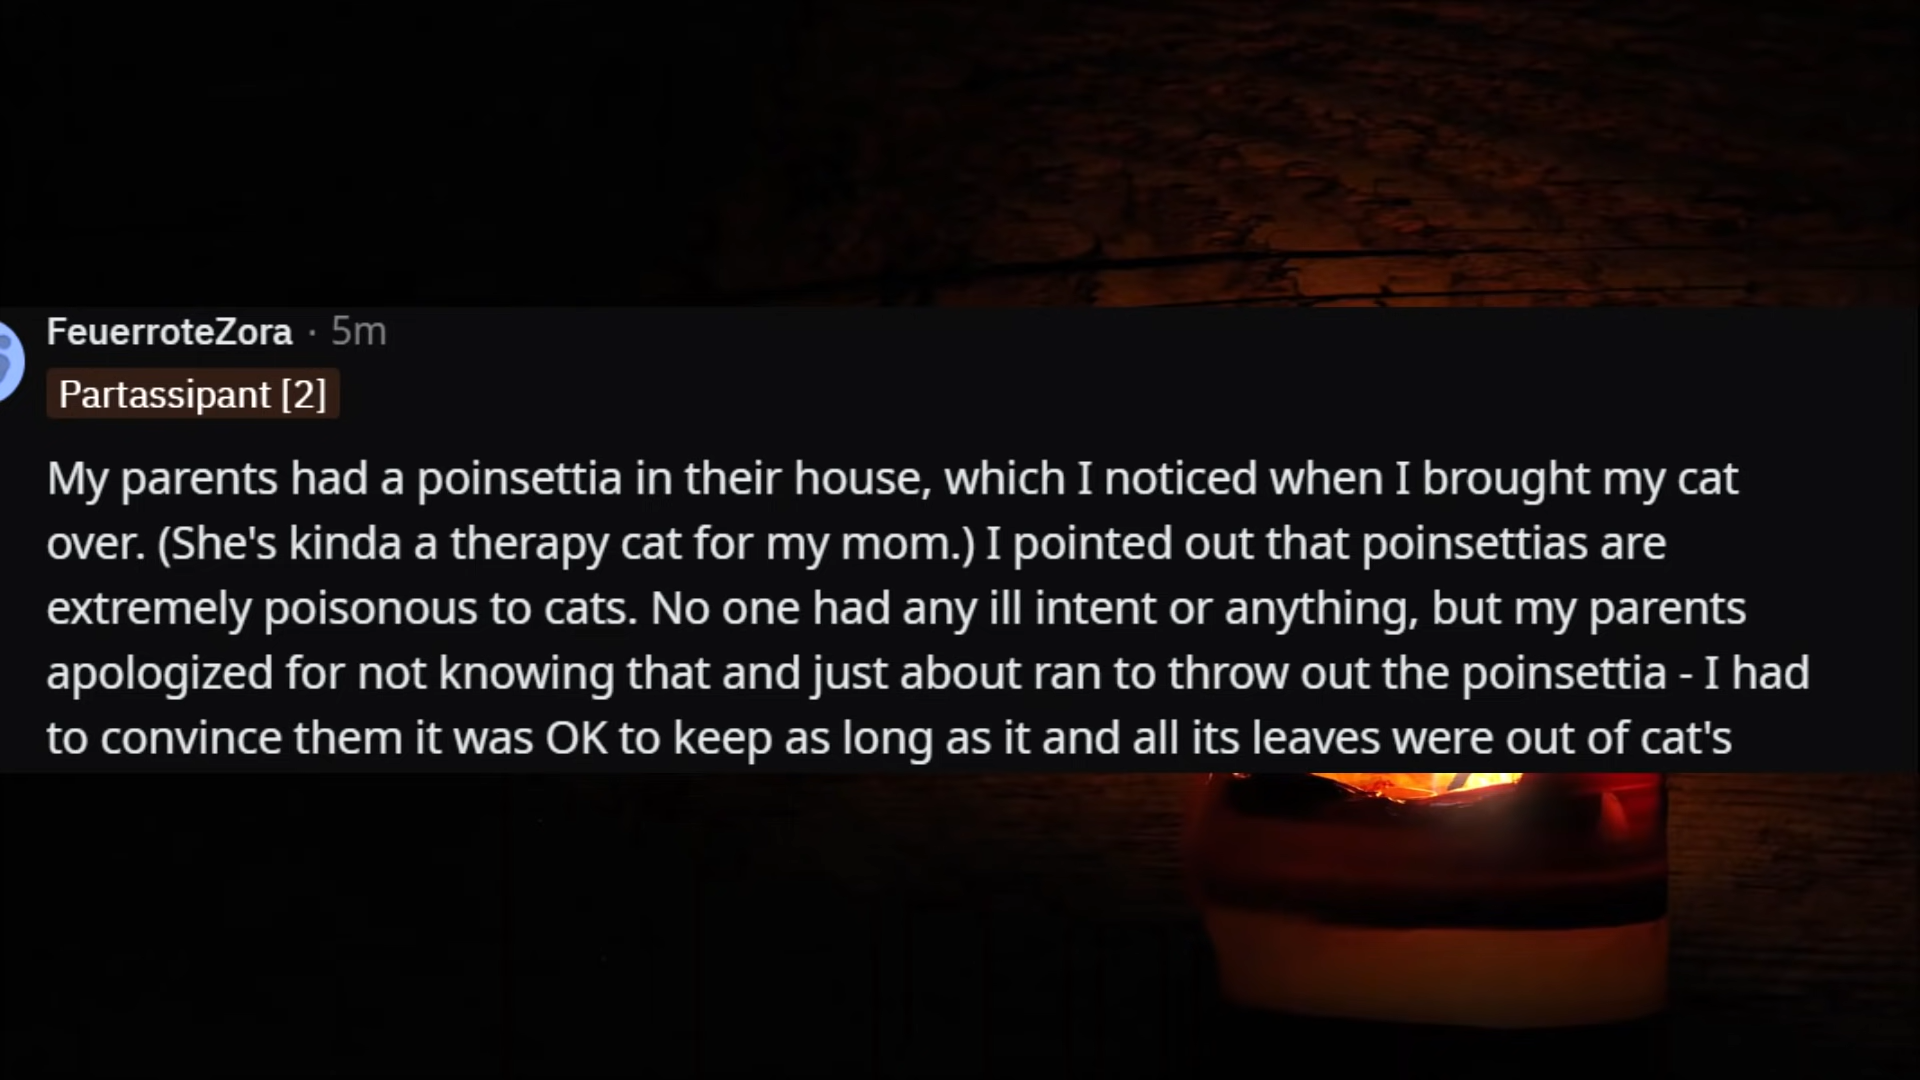 FeuerroteZora · 5m
Partassipant [2]
My parents had a poinsettia in their house, which I noticed when I brought my cat
over. (She's kinda a therapy cat for my mom.) I pointed out that poinsettias are
extremely poisonous to cats. No one had any ill intent or anything, but my parents
apologized for not knowing that and just about ran to throw out the poinsettia - I had
to convince them it was OK to keep as long as it and all its leaves were out of cat's